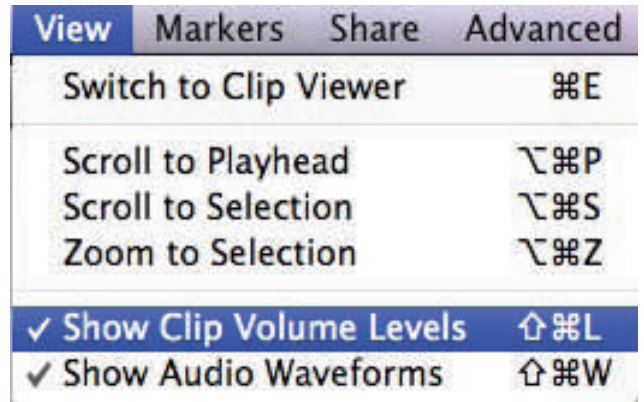 View Markers Share Advanced
Switch to Clip Viewer ⌘E
Scroll to Playhead ⌥⌘P
Scroll to Selection ⌥⌘S
Zoom to Selection ⌥⌘Z
✓ Show Clip Volume Levels ⇧⌘L
✓ Show Audio Waveforms ⇧⌘W